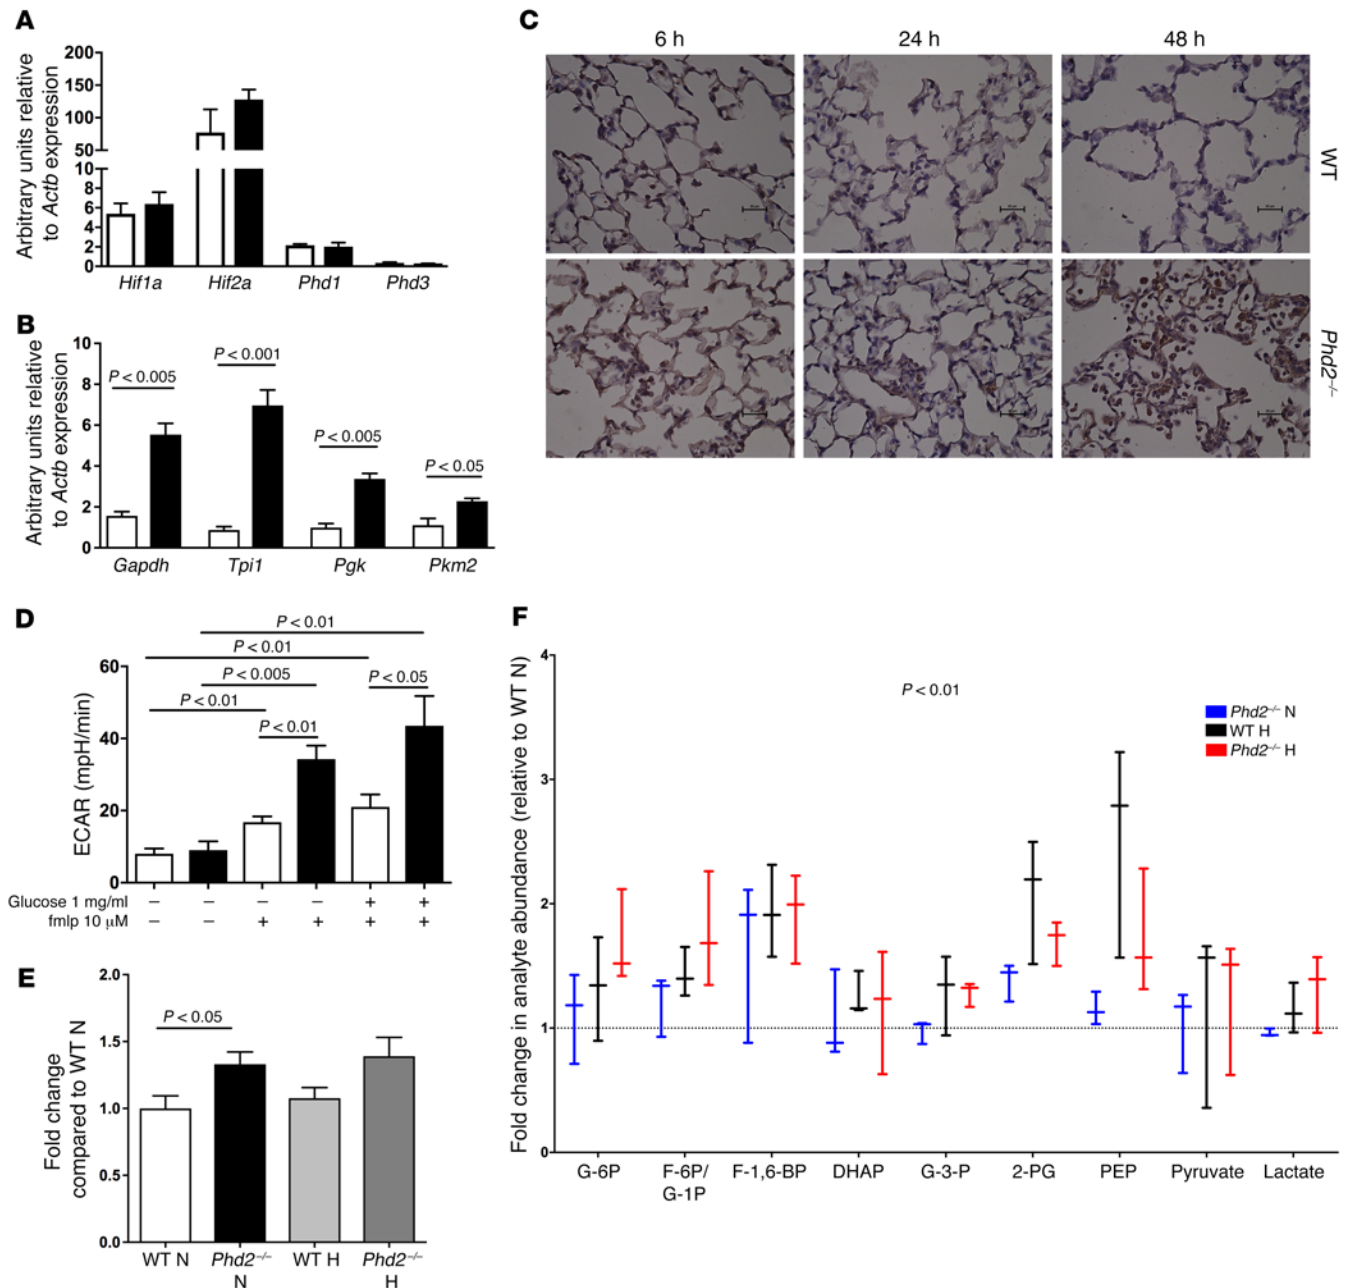 A
Arbitrary units relative
to Actb expression
200
150
100
50
10
8
6
4
2
0
Hif1a Hif2a Phd1 Phd3
B
Arbitrary units relative
to Actb expression
10
8
6
4
2
0
P < 0.005
P < 0.001
P < 0.005
P < 0.05
Gapdh Tpi1 Pgk Pkm2
C
6 h 24 h 48 h
WT
Phd2–/–
D
ECAR (mpH/min)
60
40
20
0
P < 0.01
P < 0.01
P < 0.005
P < 0.05
P < 0.01
P < 0.01
Glucose 1 mg/ml – – – – + +
fmlp 10 μM – – + + + +
E
Fold change
compared to WT N
2.0
1.5
1.0
0.5
0.0
P < 0.05
WT N Phd2–/– WT H Phd2–/–
N H
F
Fold change in analyte abundance (relative to WT N)
4
3
2
1
0
P < 0.01
Phd2–/– N
WT H
Phd2–/– H
G-6P F-6P/ F-1,6-BP DHAP G-3-P 2-PG PEP Pyruvate Lactate
G-1P